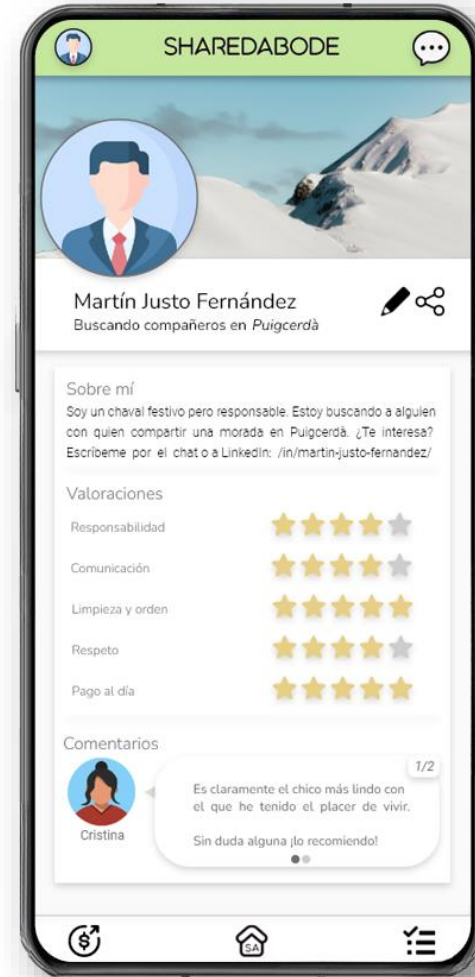 SHAREDABODE
Martín Justo Fernández
Buscando compañeros en Puigcerdà
Sobre mí
Soy un chaval festivo pero responsable. Estoy buscando a alguien
con quien compartir una morada en Puigcerdà. ¿Te interesa?
Escríbeme por el chat o a LinkedIn: /in/martin-justo-fernandez/
Valoraciones
Responsabilidad
Comunicación
Limpieza y orden
Respeto
Pago al día
Comentarios
1/2
Es claramente el chico más lindo con
el que he tenido el placer de vivir.
Sin duda alguna ¡lo recomiendo!
Cristina
$
SA